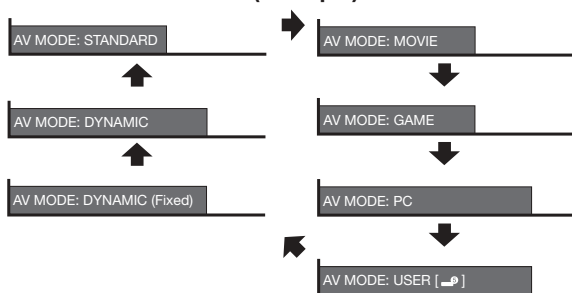 AV MODE: STANDARD
AV MODE: MOVIE
AV MODE: DYNAMIC
AV MODE: GAME
AV MODE: DYNAMIC (Fixed)
AV MODE: PC
AV MODE: USER [ ]